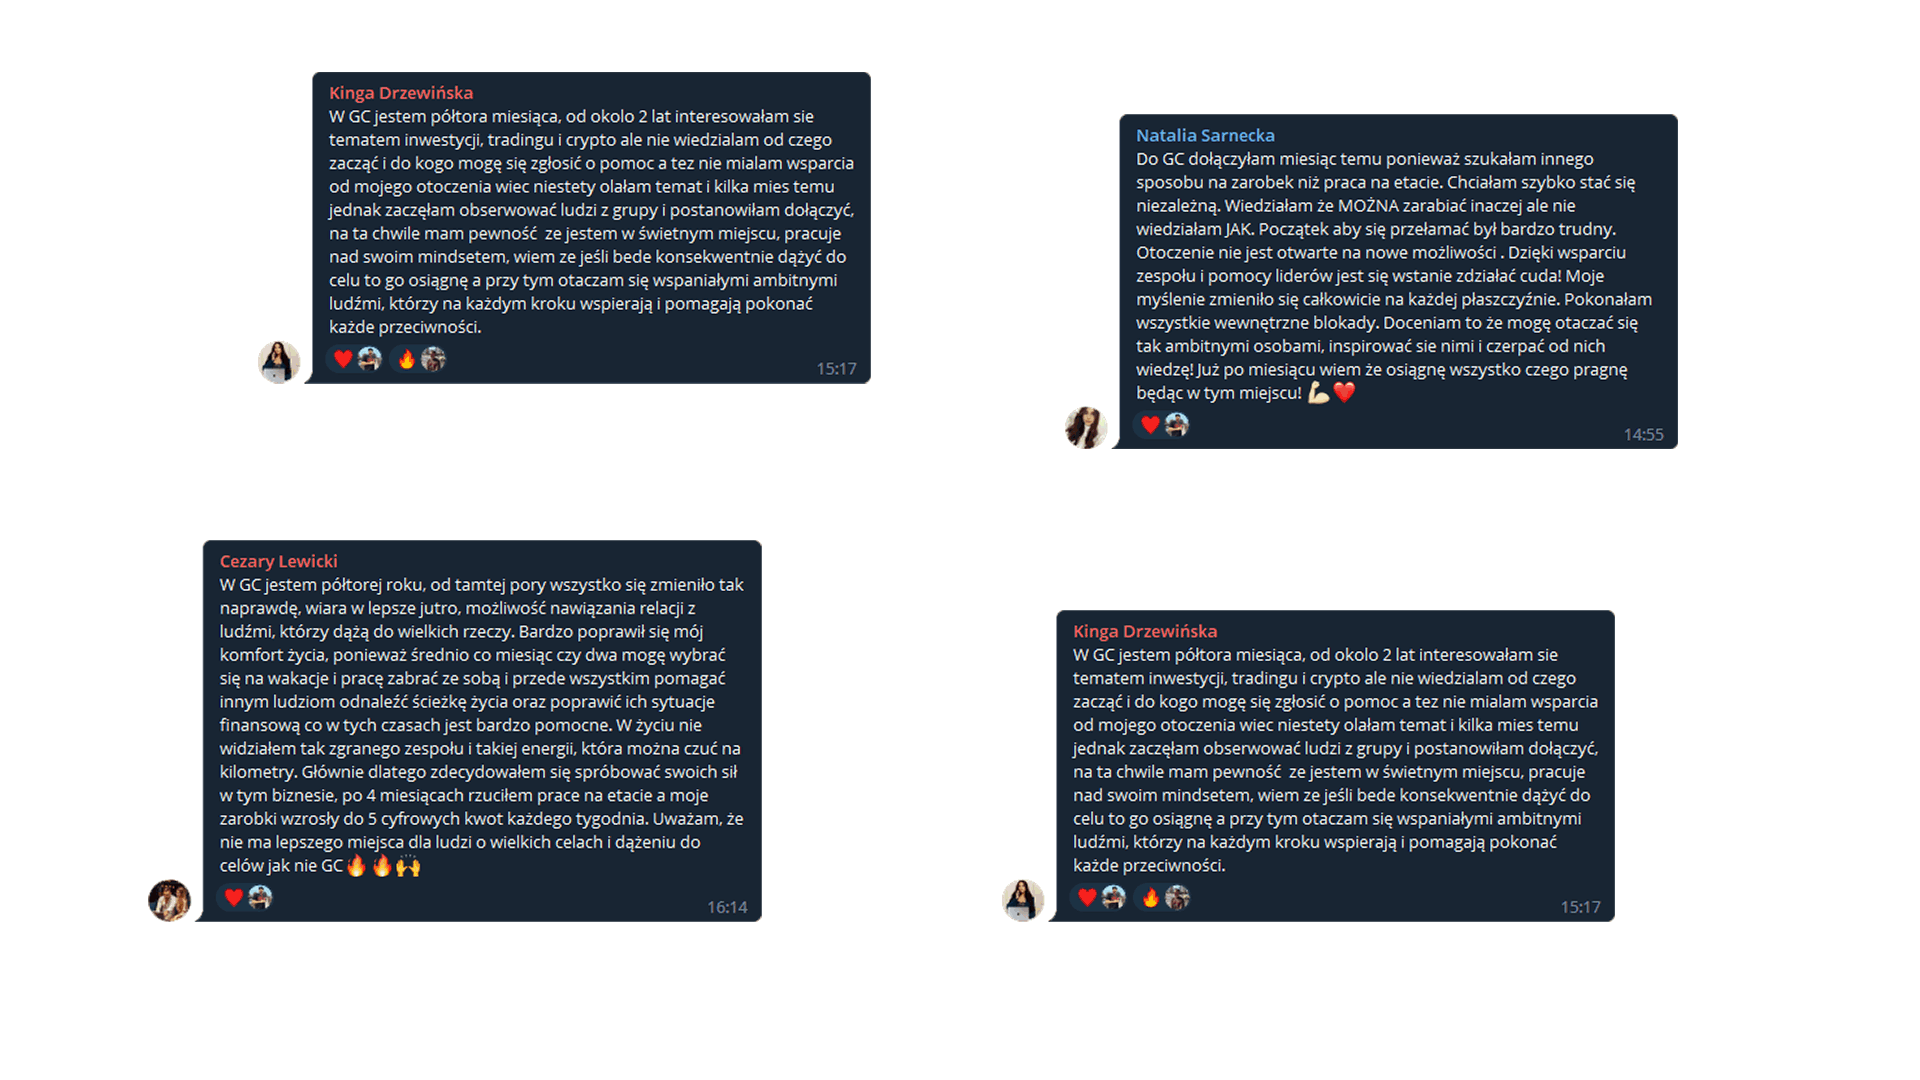 Kinga Drzewińska
W GC jestem półtora miesiąca, od okolo 2 lat interesowałam sie
tematem inwestycji, tradingu i crypto ale nie wiedzialam od czego
zacząć i do kogo mogę się zgłosić o pomoc a tez nie mialam wsparcia
od mojego otoczenia wiec niestety olałam temat i kilka mies temu
jednak zaczęłam obserwować ludzi z grupy i postanowiłam dołączyć,
na ta chwile mam pewność  ze jestem w świetnym miejscu, pracuje
nad swoim mindsetem, wiem ze jeśli bede konsekwentnie dążyć do
celu to go osiągnę a przy tym otaczam się wspaniałymi ambitnymi
ludźmi, którzy na każdym kroku wspierają i pomagają pokonać
każde przeciwności.
15:17
Natalia Sarnecka
Do GC dołączyłam miesiąc temu ponieważ szukałam innego
sposobu na zarobek niż praca na etacie. Chciałam szybko stać się
niezależną. Wiedziałam że MOŻNA zarabiać inaczej ale nie
wiedziałam JAK. Początek aby się przełamać był bardzo trudny.
Otoczenie nie jest otwarte na nowe możliwości . Dzięki wsparciu
zespołu i pomocy liderów jest się wstanie zdziałać cuda! Moje
myślenie zmieniło się całkowicie na każdej płaszczyźnie. Pokonałam
wszystkie wewnętrzne blokady. Doceniam to że mogę otaczać się
tak ambitnymi osobami, inspirować sie nimi i czerpać od nich
wiedzę! Już po miesiącu wiem że osiągnę wszystko czego pragnę
będąc w tym miejscu! 💪🏻❤️
14:55
Cezary Lewicki
W GC jestem półtorej roku, od tamtej pory wszystko się zmieniło tak
naprawdę, wiara w lepsze jutro, możliwość nawiązania relacji z
ludźmi, którzy dążą do wielkich rzeczy. Bardzo poprawił się mój
komfort życia, ponieważ średnio co miesiąc czy dwa mogę wybrać
się na wakacje i pracę zabrać ze sobą i przede wszystkim pomagać
innym ludziom odnaleźć ścieżkę życia oraz poprawić ich sytuacje
finansową co w tych czasach jest bardzo pomocne. W życiu nie
widziałem tak zgranego zespołu i takiej energii, która można czuć na
kilometry. Głównie dlatego zdecydowałem się spróbować swoich sił
w tym biznesie, po 4 miesiącach rzuciłem prace na etacie a moje
zarobki wzrosły do 5 cyfrowych kwot każdego tygodnia. Uważam, że
nie ma lepszego miejsca dla ludzi o wielkich celach i dążeniu do
celów jak nie GC🔥🔥🙌
16:14
Kinga Drzewińska
W GC jestem półtora miesiąca, od okolo 2 lat interesowałam sie
tematem inwestycji, tradingu i crypto ale nie wiedzialam od czego
zacząć i do kogo mogę się zgłosić o pomoc a tez nie mialam wsparcia
od mojego otoczenia wiec niestety olałam temat i kilka mies temu
jednak zaczęłam obserwować ludzi z grupy i postanowiłam dołączyć,
na ta chwile mam pewność  ze jestem w świetnym miejscu, pracuje
nad swoim mindsetem, wiem ze jeśli bede konsekwentnie dążyć do
celu to go osiągnę a przy tym otaczam się wspaniałymi ambitnymi
ludźmi, którzy na każdym kroku wspierają i pomagają pokonać
każde przeciwności.
15:17